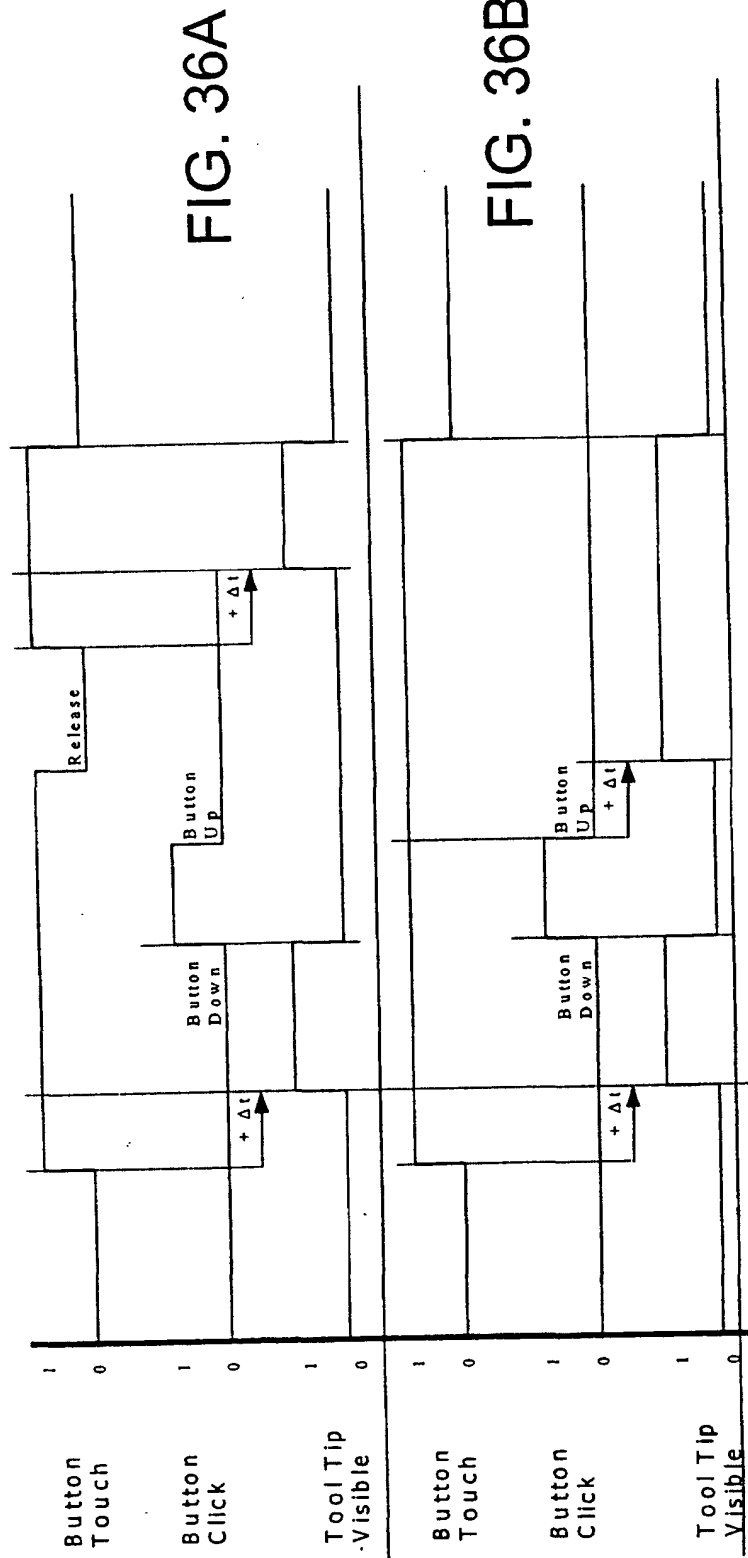 FIG. 36A
Button
Touch
1
0
Release
Button
Click
1
0
+ Δt
Button
Down
Button
Up
+ Δt
Tool Tip
Visible
1
0
FIG. 36B
Button
Touch
1
0
Button
Click
1
0
+ Δt
Button
Down
Button
Up
+ Δt
Tool Tip
Visible
1
0